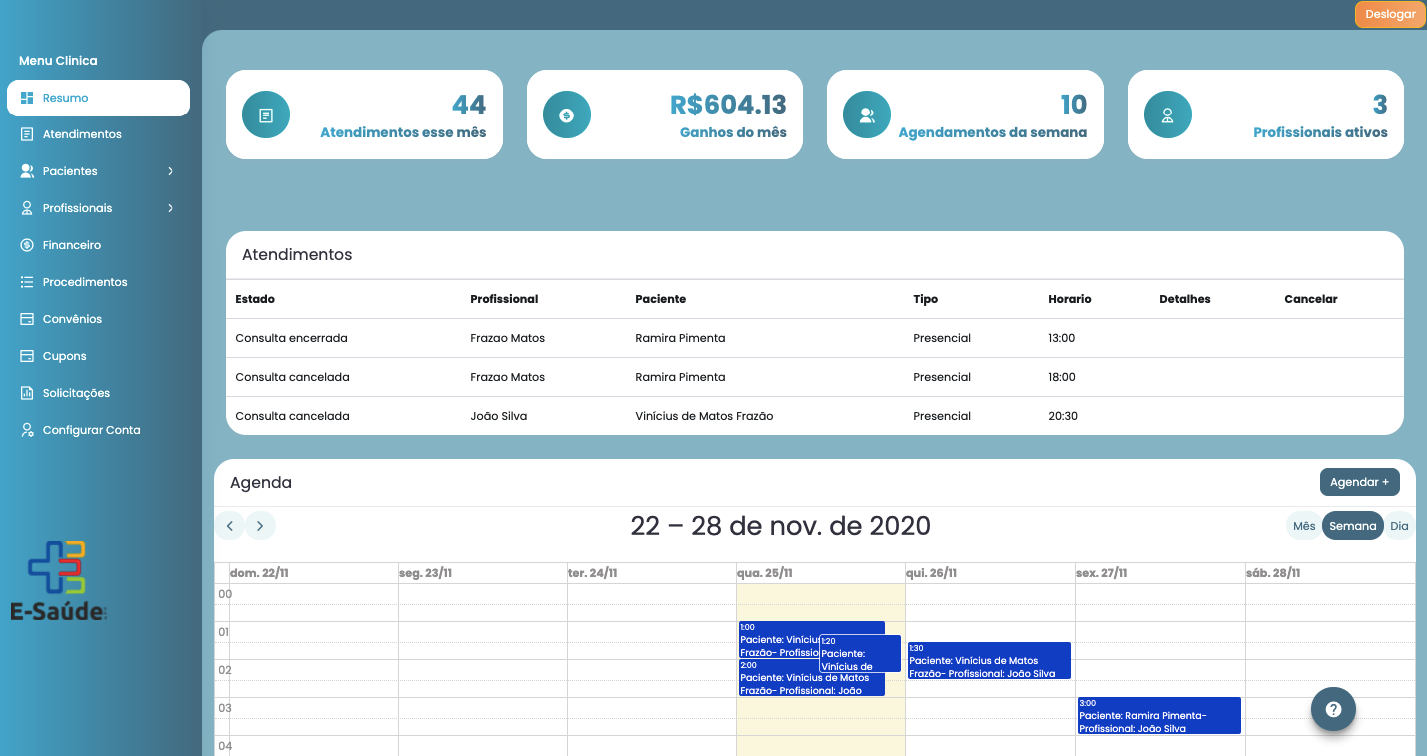 Deslogar
Menu Clinica
Resumo
Atendimentos
Pacientes
Profissionais
Financeiro
Procedimentos
Convênios
Cupons
Solicitações
Configurar Conta
E-Saúde
44
Atendimentos esse mês
R$604.13
Ganhos do mês
10
Agendamentos da semana
3
Profissionais ativos
Atendimentos
Estado Profissional Paciente Tipo Horario Detalhes Cancelar
Consulta encerrada Frazao Matos Ramira Pimenta Presencial 13:00
Consulta cancelada Frazao Matos Ramira Pimenta Presencial 18:00
Consulta cancelada João Silva Vinícius de Matos Frazão Presencial 20:30
Agenda
Agendar +
22 – 28 de nov. de 2020
Mês Semana Dia
dom. 22/11 seg. 23/11 ter. 24/11 qua. 25/11 qui. 26/11 sex. 27/11 sáb. 28/11
00
01
02
03
04
1:00
Paciente: Viníciu
Frazão- Profissio
1:20
Paciente:
Vinícius de
2:00
Paciente: Vinícius de Matos
Frazão- Profissional: João
1:30
Paciente: Vinícius de Matos
Frazão- Profissional: João Silva
3:00
Paciente: Ramira Pimenta-
Profissional: João Silva
?